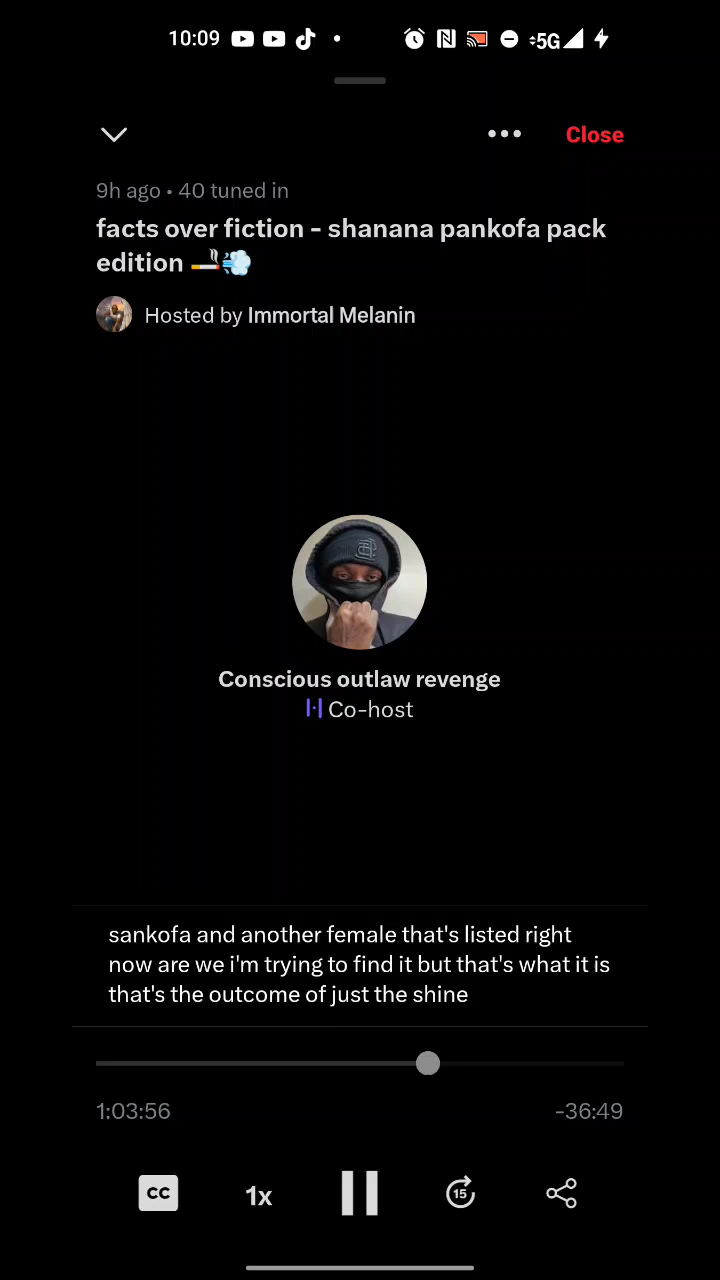 10:09 5G
Close
9h ago • 40 tuned in
facts over fiction - shanana pankofa pack
edition 🚬💨
Hosted by Immortal Melanin
Conscious outlaw revenge
Co-host
sankofa and another female that's listed right
now are we i'm trying to find it but that's what it is
that's the outcome of just the shine
1:03:56 -36:49
CC 1x 15